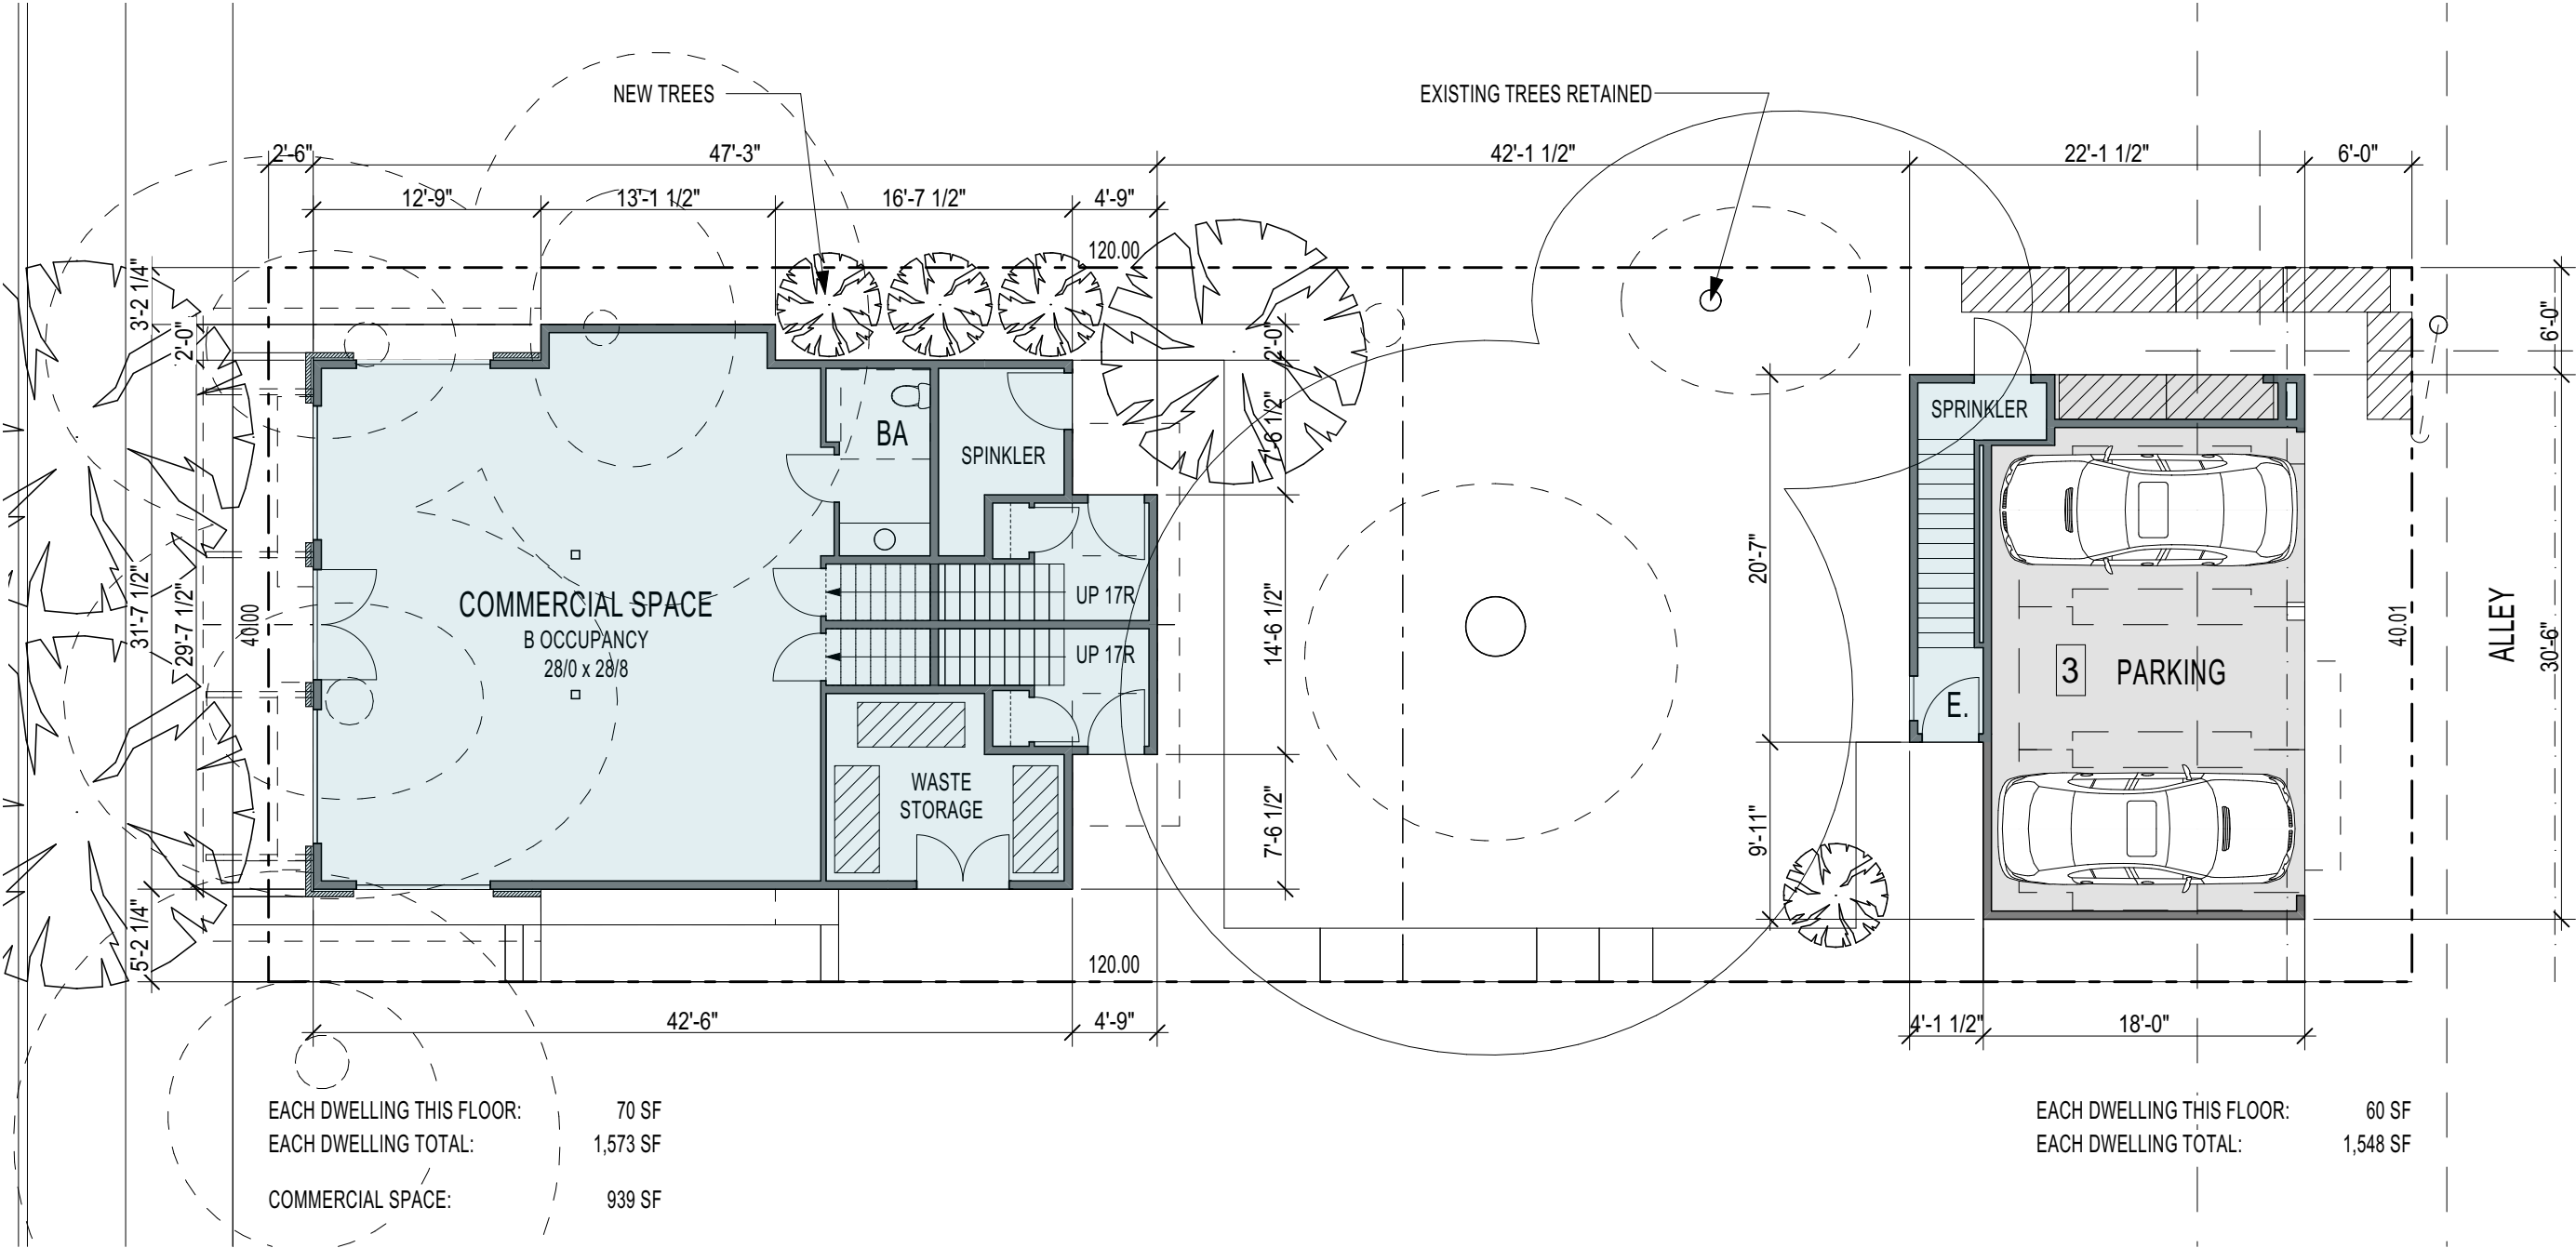 NEW TREES
EXISTING TREES RETAINED
2'-6"
47'-3"
42'-1 1/2"
22'-1 1/2"
6'-0"
12'-9"
13'-1 1/2"
16'-7 1/2"
4'-9"
120.00
3'-2 1/4"
2'-0"
31'-7 1/2"
29'-7 1/2"
40.00
5'-2 1/4"
BA
SPINKLER
COMMERCIAL SPACE
B OCCUPANCY
28/0 x 28/8
UP 17R
UP 17R
WASTE
STORAGE
2'-0"
7'-6 1/2"
14'-6 1/2"
7'-6 1/2"
20'-7"
9'-11"
SPRINKLER
E.
3
PARKING
40.01
ALLEY
6'-0"
30'-6"
120.00
42'-6"
4'-9"
4'-1 1/2"
18'-0"
EACH DWELLING THIS FLOOR: 70 SF
EACH DWELLING TOTAL: 1,573 SF
COMMERCIAL SPACE: 939 SF
EACH DWELLING THIS FLOOR: 60 SF
EACH DWELLING TOTAL: 1,548 SF